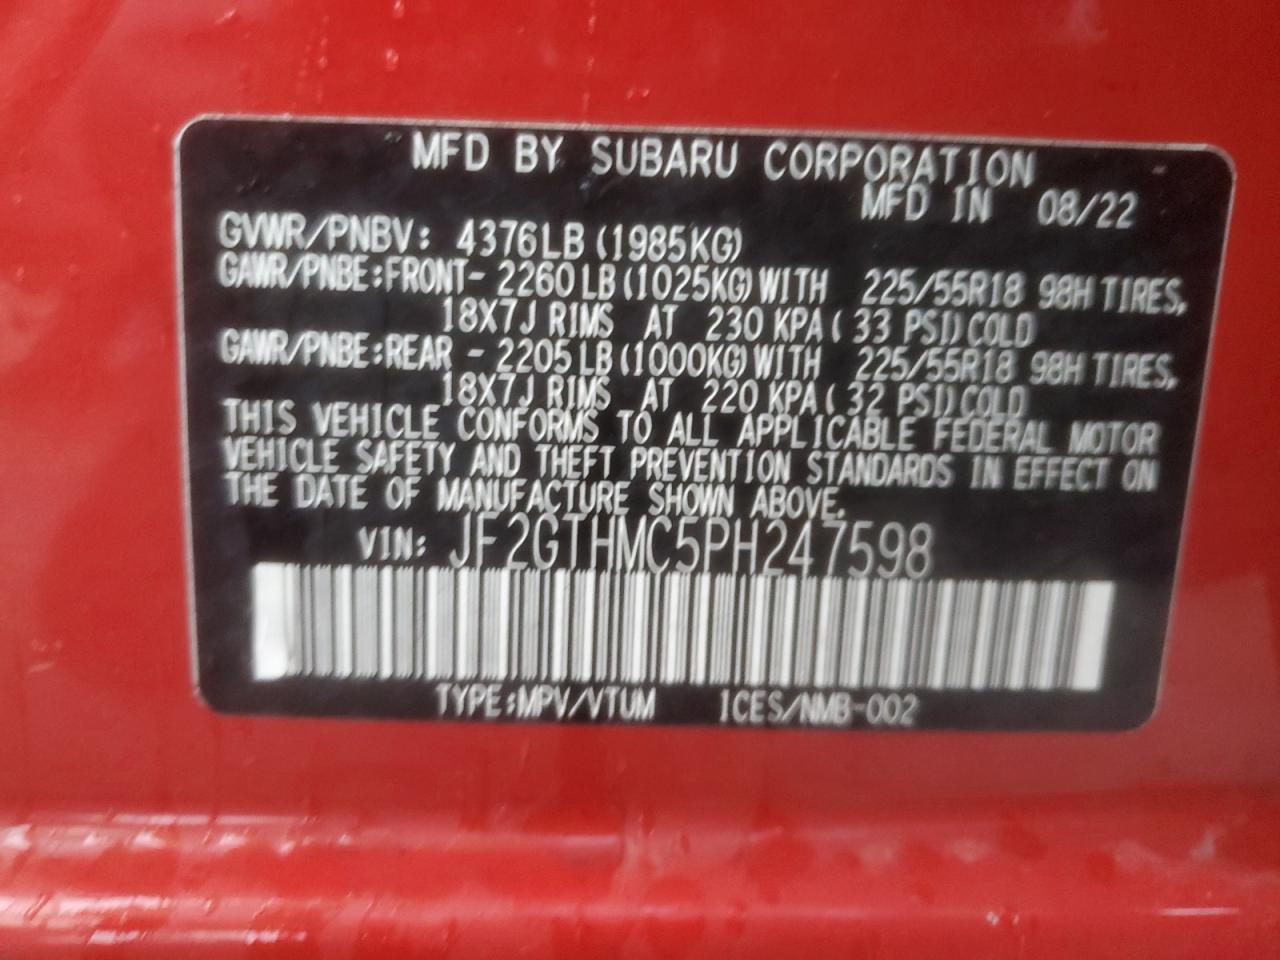 MFD BY SUBARU CORPORATION
MFD IN 08/22
GVWR/PNBV: 4376LB (1985KG)
GAWR/PNBE:FRONT- 2260LB (1025KG) WITH 225/55R18 98H TIRES,
18X7J RIMS AT 230 KPA ( 33 PSI) COLD
GAWR/PNBE:REAR - 2205LB (1000KG) WITH 225/55R18 98H TIRES,
18X7J RIMS AT 220 KPA ( 32 PSI) COLD
THIS VEHICLE CONFORMS TO ALL APPLICABLE FEDERAL MOTOR
VEHICLE SAFETY AND THEFT PREVENTION STANDARDS IN EFFECT ON
THE DATE OF MANUFACTURE SHOWN ABOVE.
VIN: JF2GTHMC5PH247598
TYPE:MPV/VTUM ICES/NMB-002